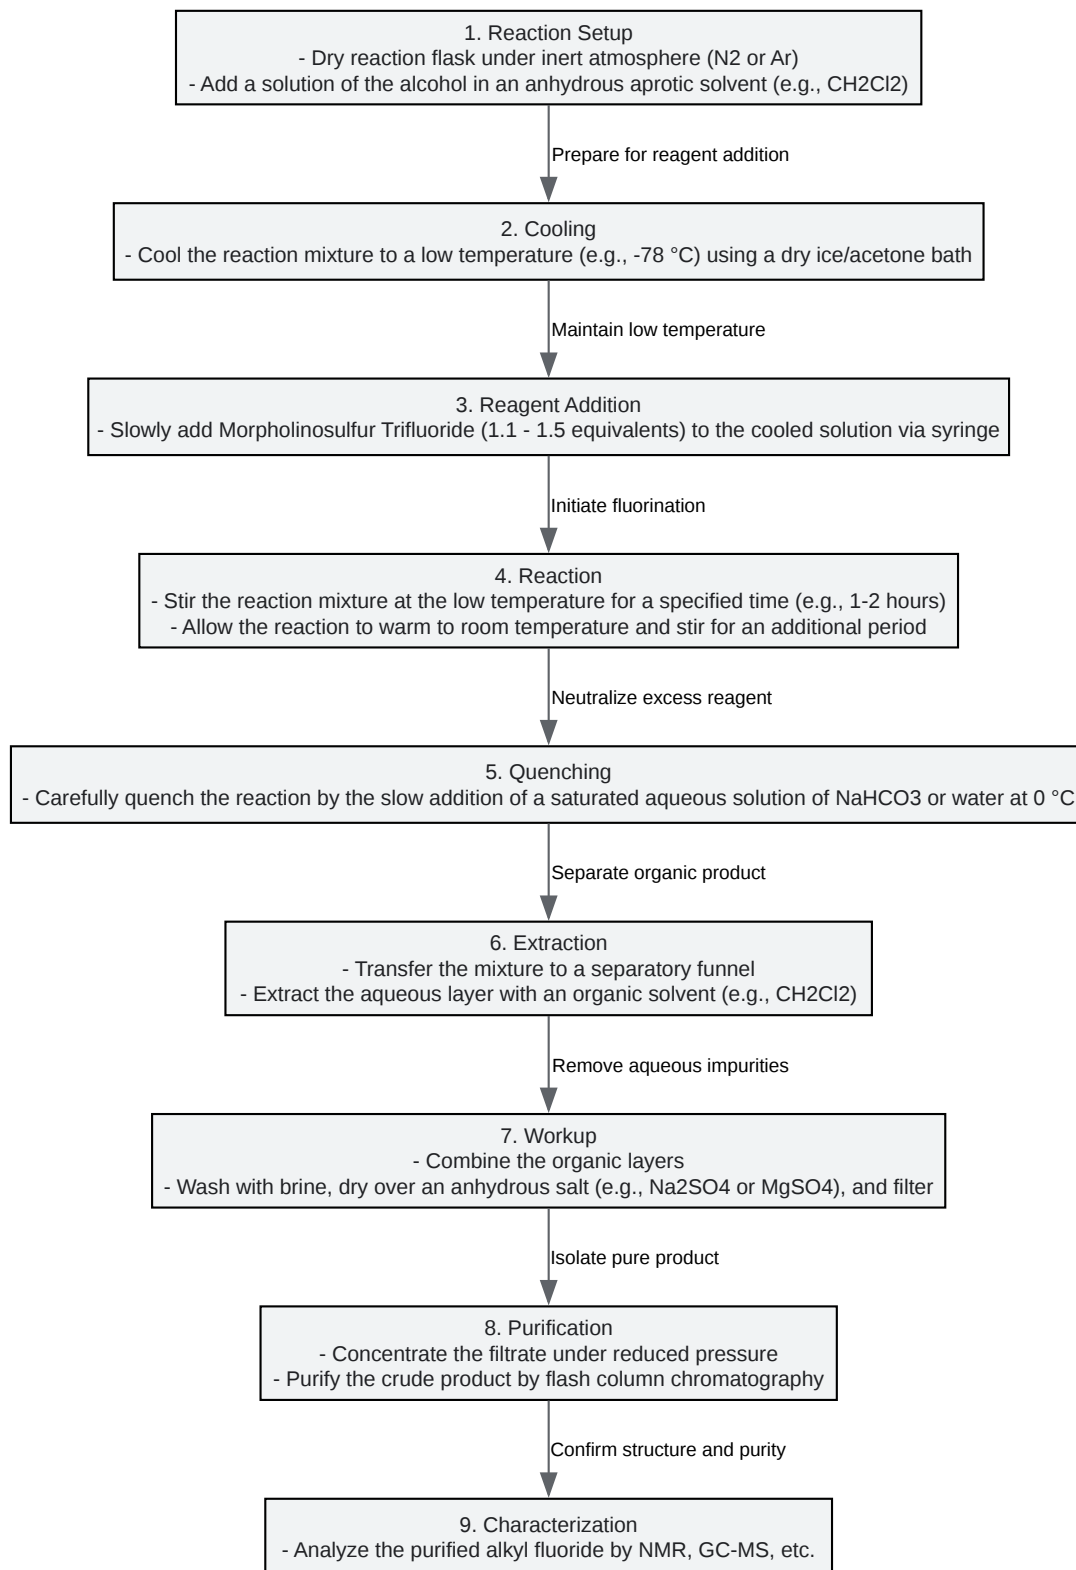 1. Reaction Setup
- Dry reaction flask under inert atmosphere (N2 or Ar)
- Add a solution of the alcohol in an anhydrous aprotic solvent (e.g., CH2Cl2)
Prepare for reagent addition
2. Cooling
- Cool the reaction mixture to a low temperature (e.g., -78 °C) using a dry ice/acetone bath
Maintain low temperature
3. Reagent Addition
- Slowly add Morpholinosulfur Trifluoride (1.1 - 1.5 equivalents) to the cooled solution via syringe
Initiate fluorination
4. Reaction
- Stir the reaction mixture at the low temperature for a specified time (e.g., 1-2 hours)
- Allow the reaction to warm to room temperature and stir for an additional period
Neutralize excess reagent
5. Quenching
- Carefully quench the reaction by the slow addition of a saturated aqueous solution of NaHCO3 or water at 0 °C
Separate organic product
6. Extraction
- Transfer the mixture to a separatory funnel
- Extract the aqueous layer with an organic solvent (e.g., CH2Cl2)
Remove aqueous impurities
7. Workup
- Combine the organic layers
- Wash with brine, dry over an anhydrous salt (e.g., Na2SO4 or MgSO4), and filter
Isolate pure product
8. Purification
- Concentrate the filtrate under reduced pressure
- Purify the crude product by flash column chromatography
Confirm structure and purity
9. Characterization
- Analyze the purified alkyl fluoride by NMR, GC-MS, etc.